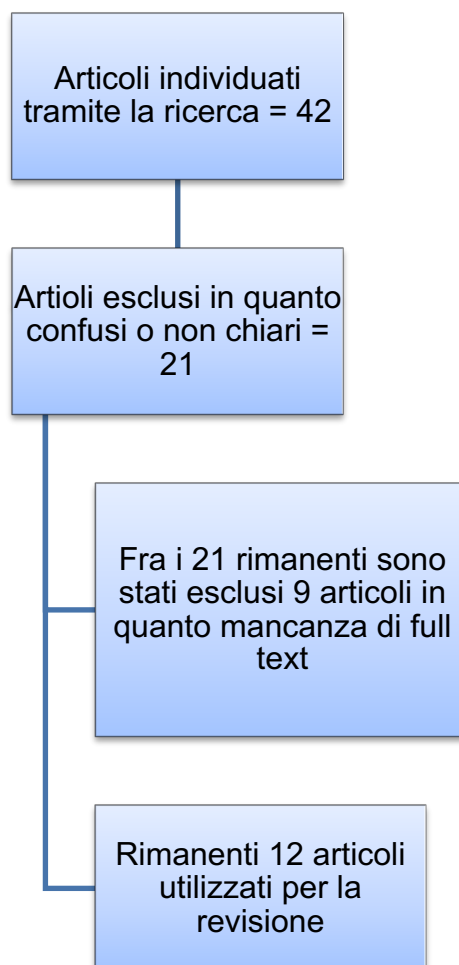 Articoli individuati
tramite la ricerca = 42
Artioli esclusi in quanto
confusi o non chiari =
21
Fra i 21 rimanenti sono
stati esclusi 9 articoli in
quanto mancanza di full
text
Rimanenti 12 articoli
utilizzati per la
revisione